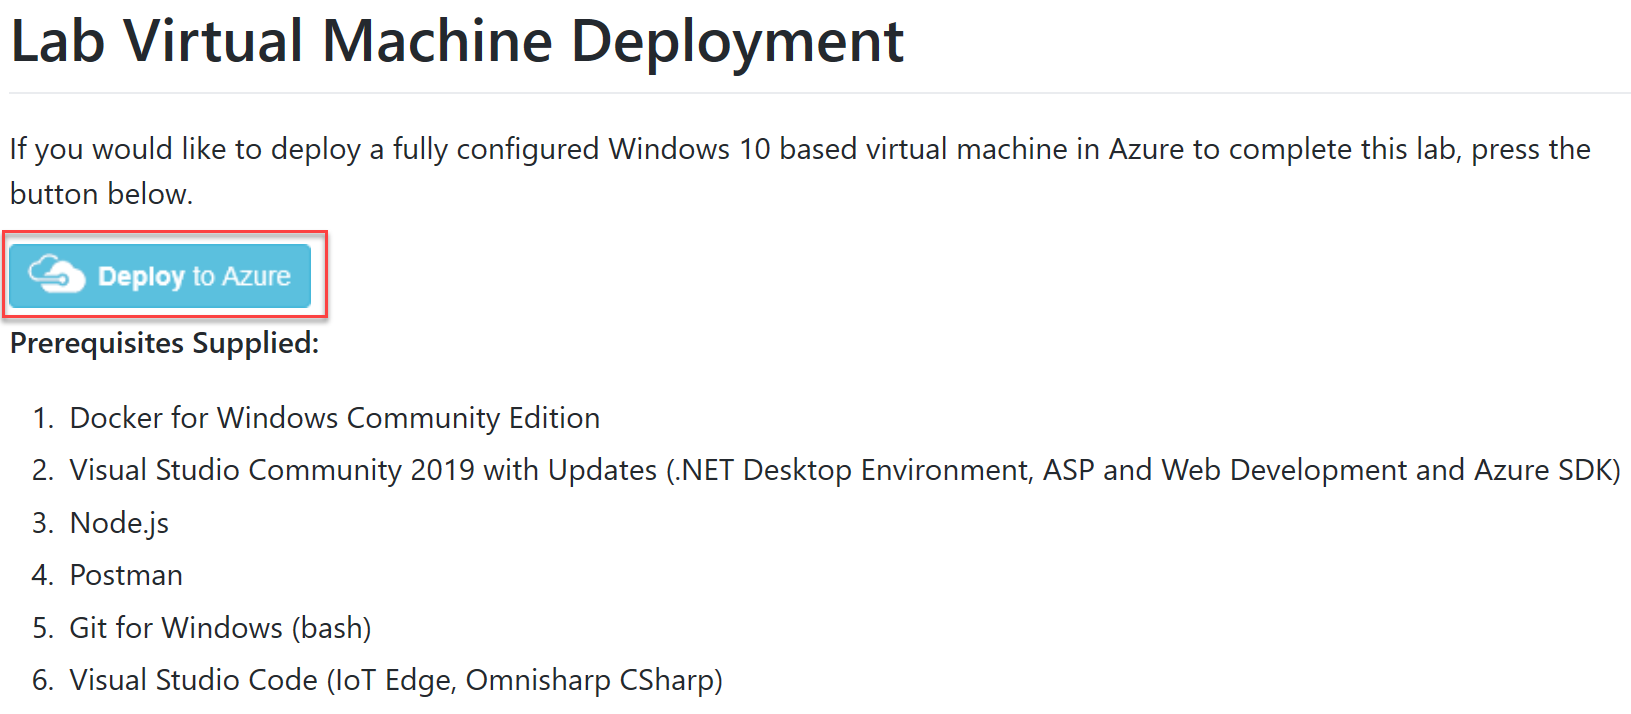 Lab Virtual Machine Deployment
If you would like to deploy a fully configured Windows 10 based virtual machine in Azure to complete this lab, press the
button below.
Deploy to Azure
Prerequisites Supplied:
1. Docker for Windows Community Edition
2. Visual Studio Community 2019 with Updates (.NET Desktop Environment, ASP and Web Development and Azure SDK)
3. Node.js
4. Postman
5. Git for Windows (bash)
6. Visual Studio Code (IoT Edge, Omnisharp CSharp)